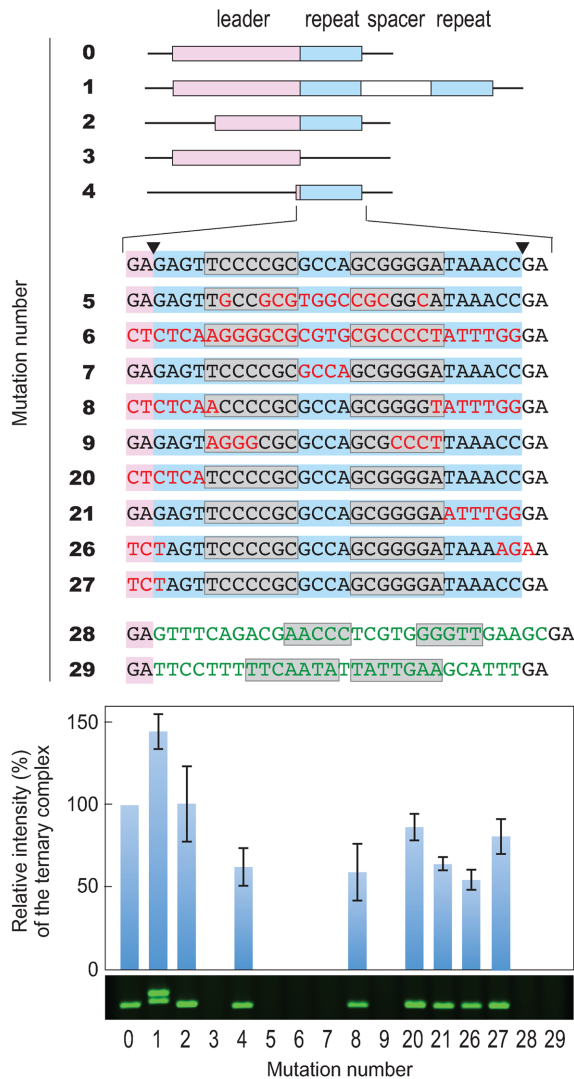 leader repeat spacer repeat
Mutation number
0
1
2
3
4
GAGAGTTCCCCGCGCCAGCGGGGATAAACCGA
5 GAGAGTTGCCGCGTGGCCGCGGCATAAACCGA
6 CTCTCAAGGGGCGCGTGCGCCCCTATTTGGGA
7 GAGAGTTCCCCGCGCCAGCGGGGATAAACCGA
8 CTCTCAACCCCGCGCCAGCGGGGTATTTGGGA
9 GAGAGTAGGGCGCGCCAGCGCCCTTAAACCGA
20 CTCTCATCCCCGCGCCAGCGGGGATAAACCGA
21 GAGAGTTCCCCGCGCCAGCGGGGAATTTGGGA
26 TCTAGTTCCCCGCGCCAGCGGGGATAAAAGAA
27 TCTAGTTCCCCGCGCCAGCGGGGATAAACCGA
28 GAGTTTCAGACGAACCCTCGTGGGGTTGAAGCGA
29 GATTCCTTTTTCAATATTATTGAAGCATTTGA
Relative intensity (%)
of the ternary complex
150
100
50
0
0 1 2 3 4 5 6 7 8 9 20 21 26 27 28 29
Mutation number